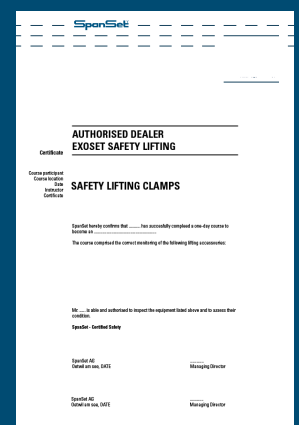 SpanSet
AUTHORISED DEALER
EXOSET SAFETY LIFTING
Certificate
Course participant
Course location
Date
Instructor
Certificate
SAFETY LIFTING CLAMPS
SpanSet hereby confirms that ......... has succesfully completed a one-day course to
become an ................................................
The course comprised the correct monitoring of the following lifting accessories:
Mr ..... is able and authorised to inspect the equipment listed above and to assess their
condition.
SpanSet - Certified Safety
SpanSet AG
Oetwil am see, DATE
..........
Managing Director
SpanSet AG
Oetwil am see, DATE
..........
Managing Director